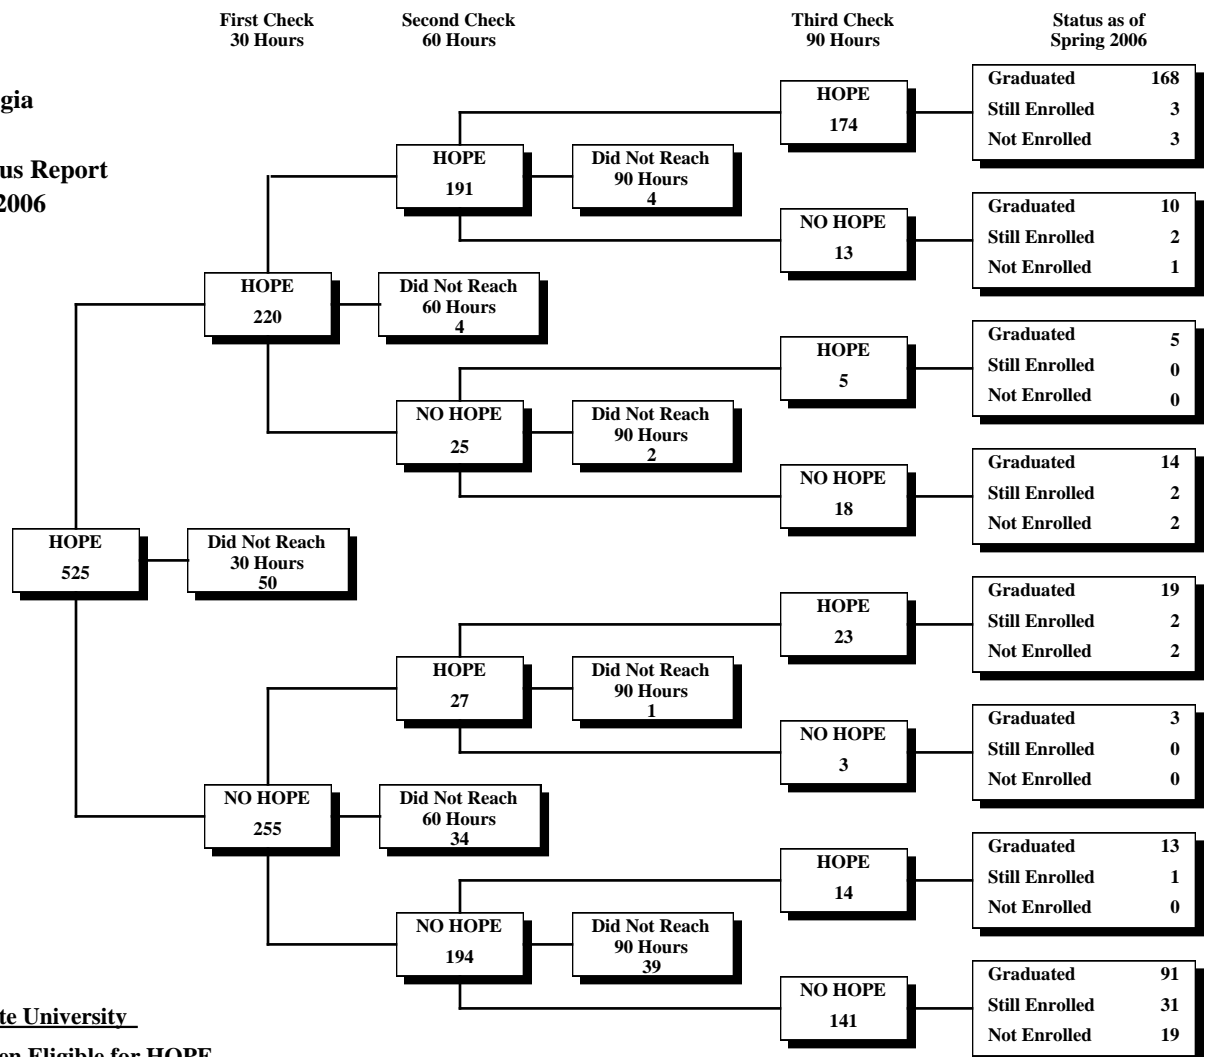 First Check
30 Hours
Second Check
60 Hours
Third Check
90 Hours
Status as of
Spring 2006
gia
us Report
2006
HOPE
525
Did Not Reach
30 Hours
50
HOPE
220
Did Not Reach
60 Hours
4
NO HOPE
255
Did Not Reach
60 Hours
34
HOPE
191
Did Not Reach
90 Hours
4
NO HOPE
25
Did Not Reach
90 Hours
2
HOPE
27
Did Not Reach
90 Hours
1
NO HOPE
194
Did Not Reach
90 Hours
39
HOPE
174
Graduated 168
Still Enrolled 3
Not Enrolled 3
NO HOPE
13
Graduated 10
Still Enrolled 2
Not Enrolled 1
HOPE
5
Graduated 5
Still Enrolled 0
Not Enrolled 0
NO HOPE
18
Graduated 14
Still Enrolled 2
Not Enrolled 2
HOPE
23
Graduated 19
Still Enrolled 2
Not Enrolled 2
NO HOPE
3
Graduated 3
Still Enrolled 0
Not Enrolled 0
HOPE
14
Graduated 13
Still Enrolled 1
Not Enrolled 0
NO HOPE
141
Graduated 91
Still Enrolled 31
Not Enrolled 19
te University
en Eligible for HOPE